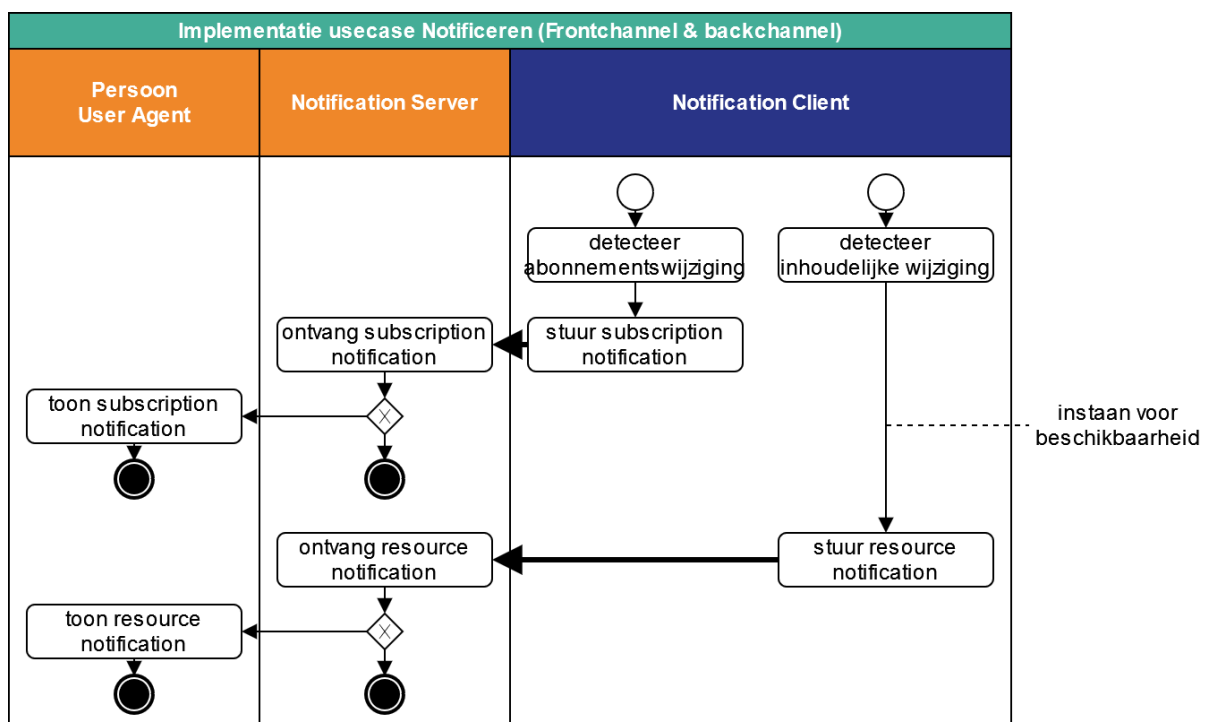 Implementatie usecase Notificeren (Frontchannel & backchannel)
Persoon
User Agent
Notification Server
Notification Client
detecteer
abonnementswijziging
detecteer
inhoudelijke wijziging
ontvang subscription
notification
stuur subscription
notification
toon subscription
notification
X
instaan voor
beschikbaarheid
ontvang resource
notification
stuur resource
notification
toon resource
notification
X